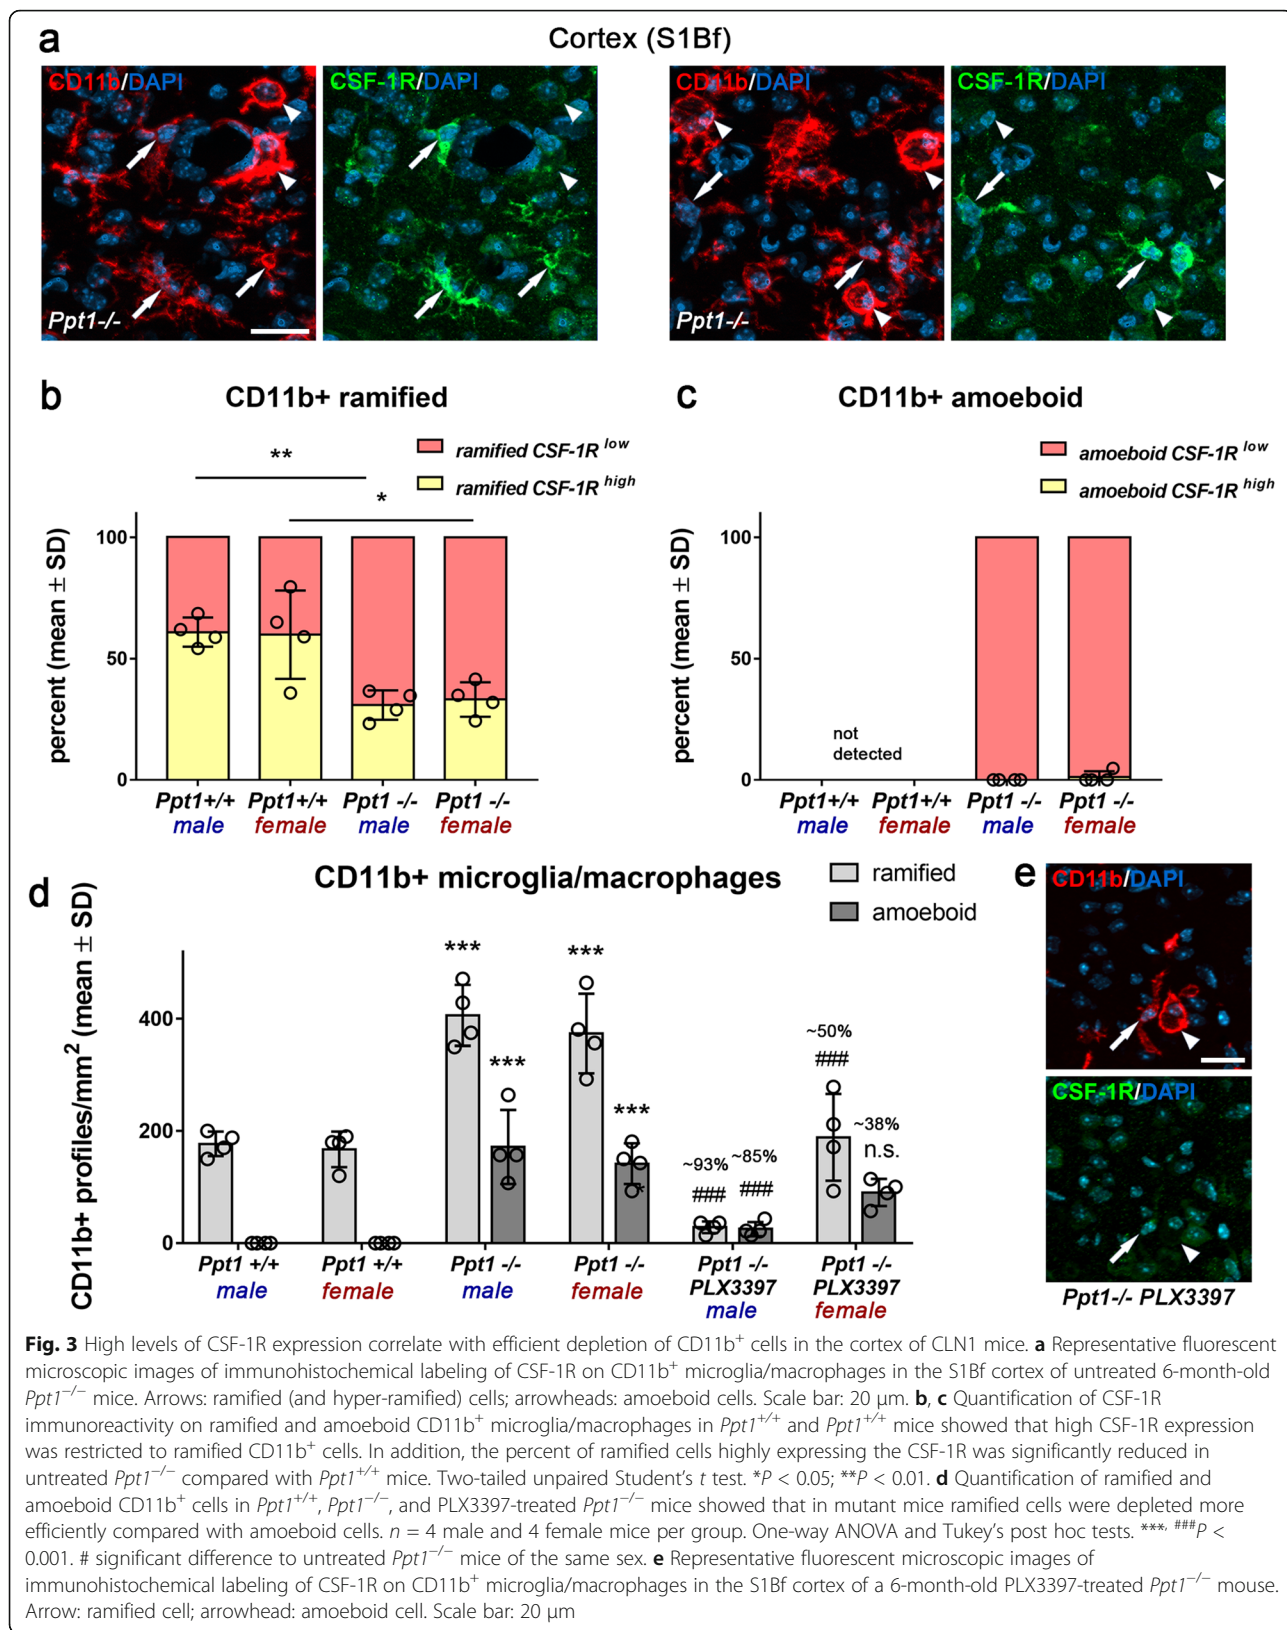 a
Cortex (S1Bf)
CD11b/DAPI
CSF-1R/DAPI
CD11b/DAPI
CSF-1R/DAPI
Ppt1-/-
Ppt1-/-
b
CD11b+ ramified
ramified CSF-1R low
ramified CSF-1R high
**
*
percent (mean ± SD)
100
50
0
Ppt1+/+ Ppt1+/+ Ppt1 -/- Ppt1 -/-
male female male female
c
CD11b+ amoeboid
amoeboid CSF-1R low
amoeboid CSF-1R high
percent (mean ± SD)
100
50
0
not
detected
Ppt1+/+ Ppt1+/+ Ppt1 -/- Ppt1 -/-
male female male female
d
CD11b+ microglia/macrophages
ramified
amoeboid
CD11b+ profiles/mm² (mean ± SD)
400
200
0
***
***
***
***
*
~93%
###
~85%
###
~50%
###
~38%
n.s.
Ppt1 +/+ Ppt1 +/+ Ppt1 -/- Ppt1 -/- Ppt1 -/- Ppt1 -/-
PLX3397 PLX3397
male female male female male female
e
CD11b/DAPI
CSF-1R/DAPI
Ppt1-/- PLX3397
Fig. 3 High levels of CSF-1R expression correlate with efficient depletion of CD11b⁺ cells in the cortex of CLN1 mice. a Representative fluorescent
microscopic images of immunohistochemical labeling of CSF-1R on CD11b⁺ microglia/macrophages in the S1Bf cortex of untreated 6-month-old
Ppt1⁻/⁻ mice. Arrows: ramified (and hyper-ramified) cells; arrowheads: amoeboid cells. Scale bar: 20 μm. b, c Quantification of CSF-1R
immunoreactivity on ramified and amoeboid CD11b⁺ microglia/macrophages in Ppt1⁺/⁺ and Ppt1⁺/⁺ mice showed that high CSF-1R expression
was restricted to ramified CD11b⁺ cells. In addition, the percent of ramified cells highly expressing the CSF-1R was significantly reduced in
untreated Ppt1⁻/⁻ compared with Ppt1⁺/⁺ mice. Two-tailed unpaired Student's t test. *P < 0.05; **P < 0.01. d Quantification of ramified and
amoeboid CD11b⁺ cells in Ppt1⁺/⁺, Ppt1⁻/⁻, and PLX3397-treated Ppt1⁻/⁻ mice showed that in mutant mice ramified cells were depleted more
efficiently compared with amoeboid cells. n = 4 male and 4 female mice per group. One-way ANOVA and Tukey's post hoc tests. ***, ###P <
0.001. # significant difference to untreated Ppt1⁻/⁻ mice of the same sex. e Representative fluorescent microscopic images of
immunohistochemical labeling of CSF-1R on CD11b⁺ microglia/macrophages in the S1Bf cortex of a 6-month-old PLX3397-treated Ppt1⁻/⁻ mouse.
Arrow: ramified cell; arrowhead: amoeboid cell. Scale bar: 20 μm